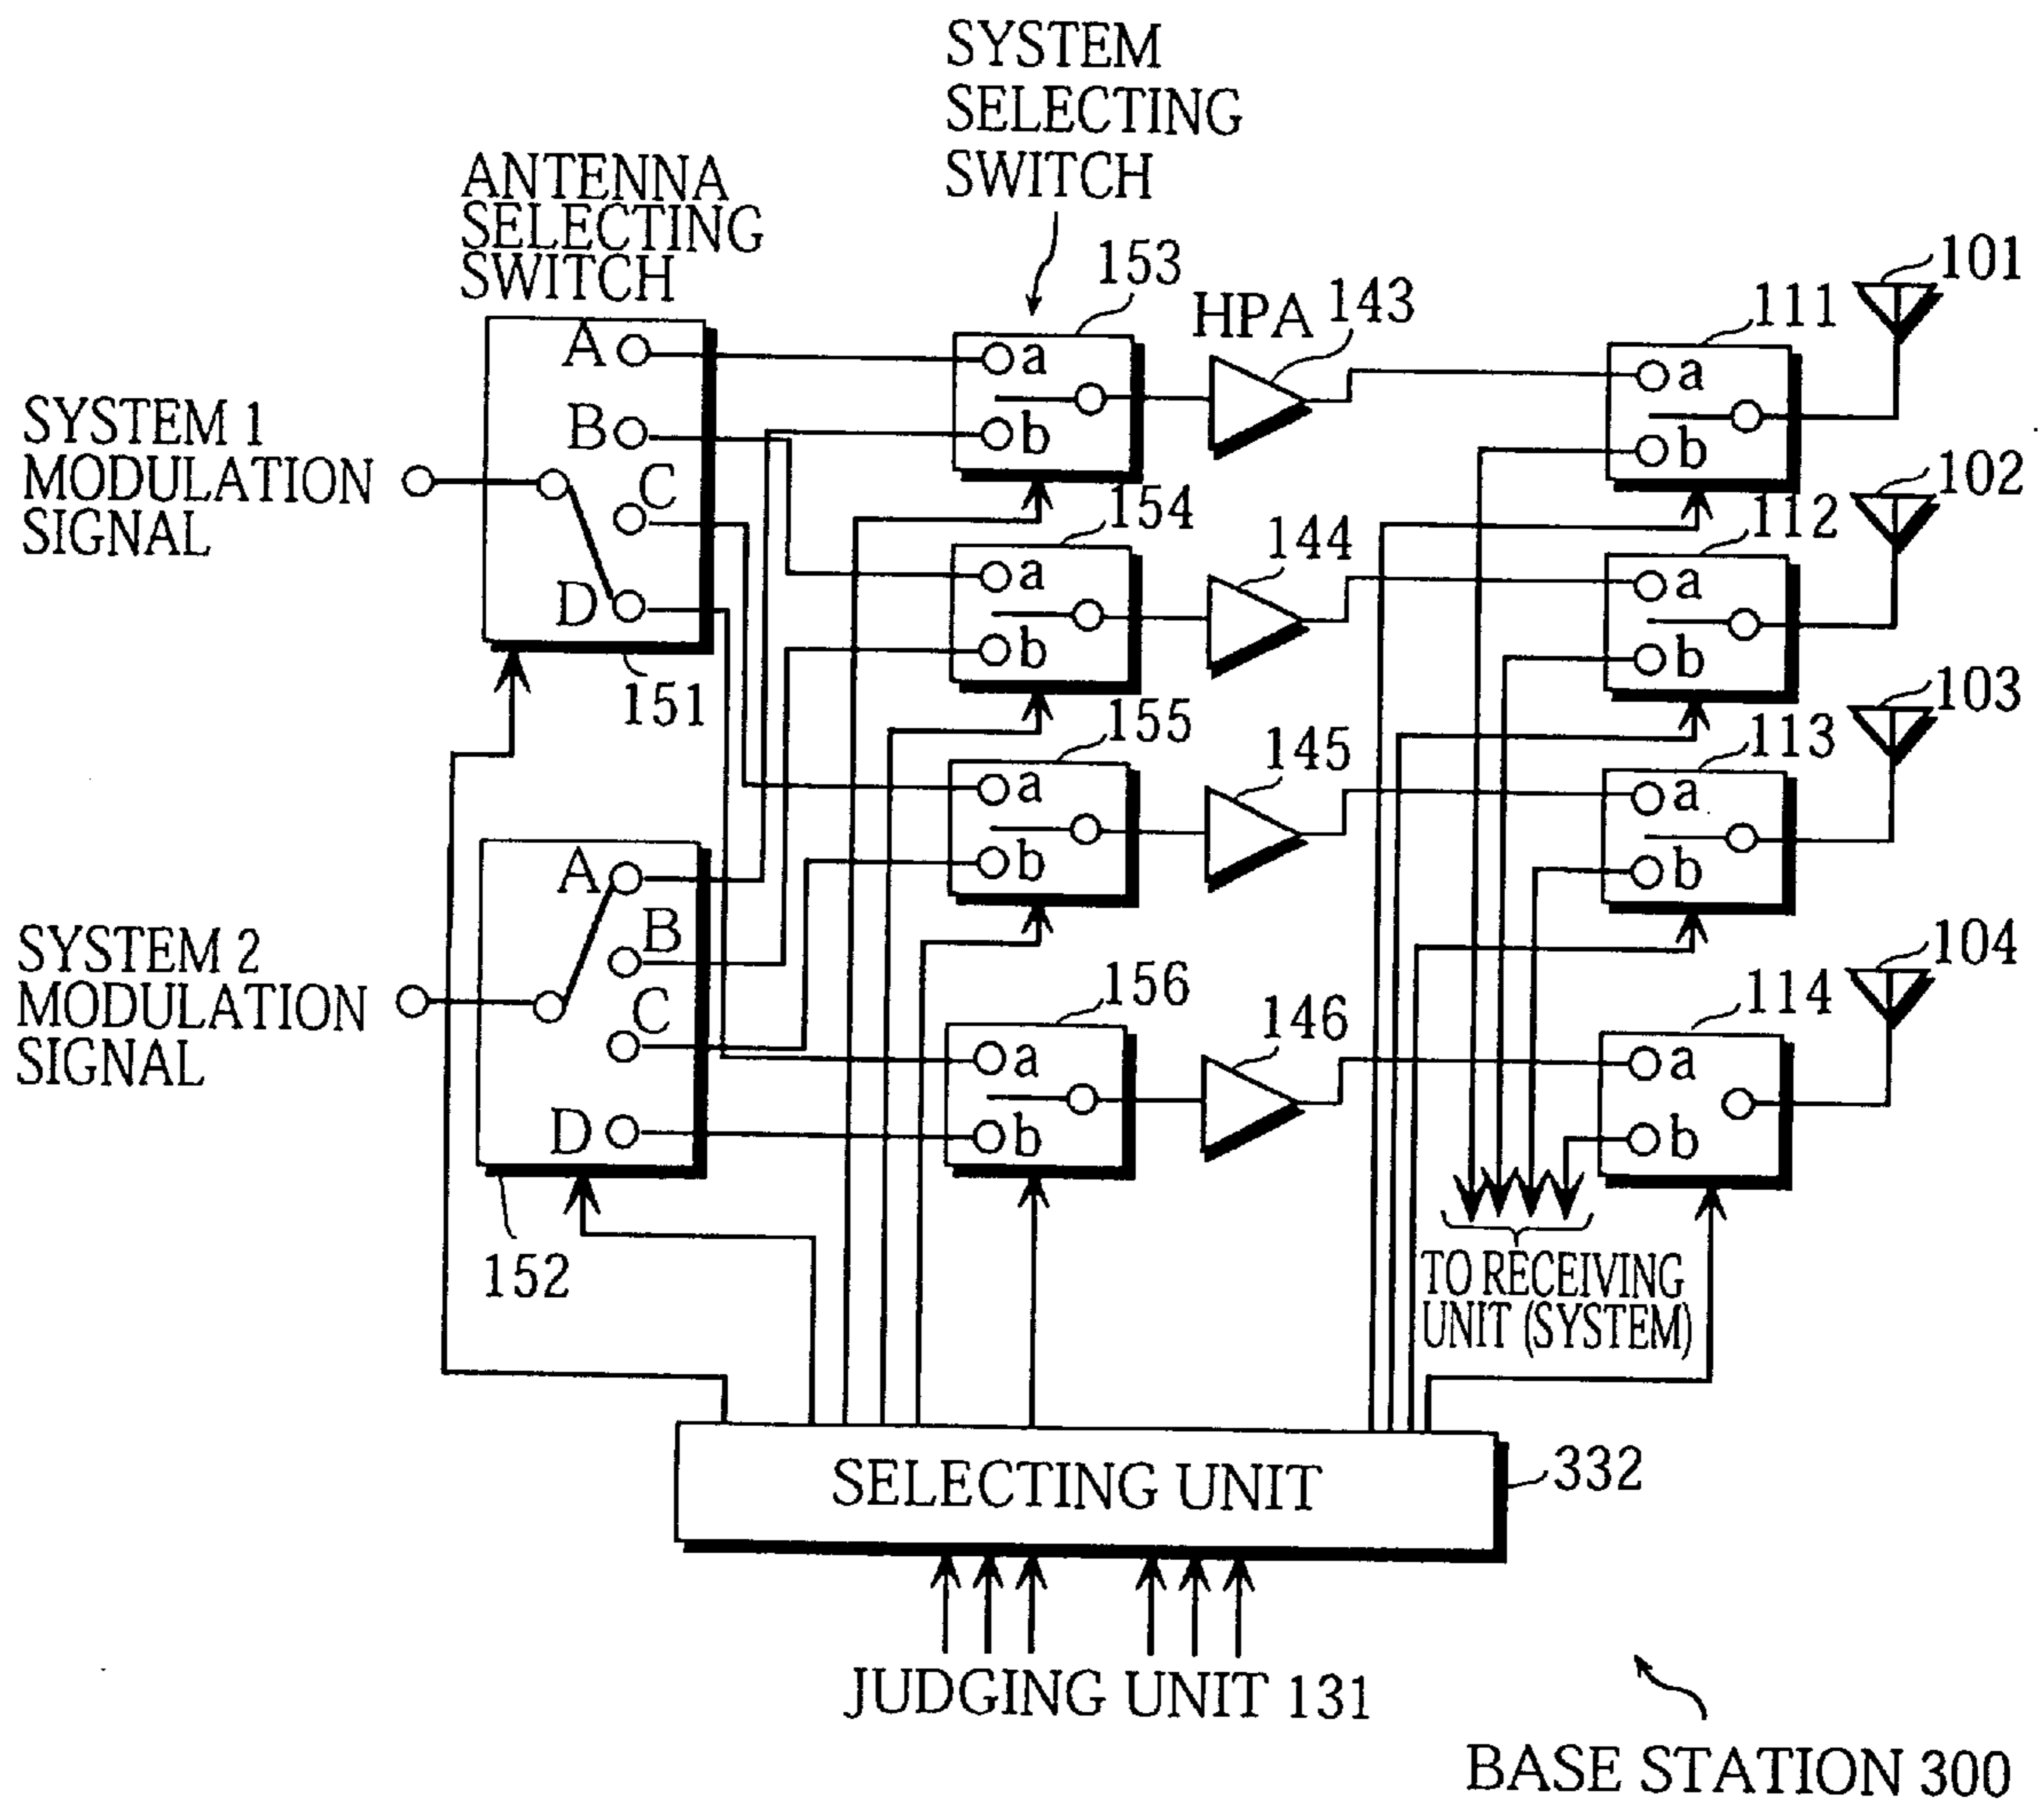 SYSTEM
SELECTING
SWITCH
ANTENNA
SELECTING
SWITCH
153
HPA 143
111
101
A
B
C
D
a
b
a
b
SYSTEM 1
MODULATION
SIGNAL
151
154
144
112
102
a
b
a
b
155
145
113
103
a
b
a
b
A
B
C
D
SYSTEM 2
MODULATION
SIGNAL
152
156
146
114
104
a
b
a
b
TO RECEIVING
UNIT (SYSTEM)
SELECTING UNIT
332
JUDGING UNIT 131
BASE STATION 300